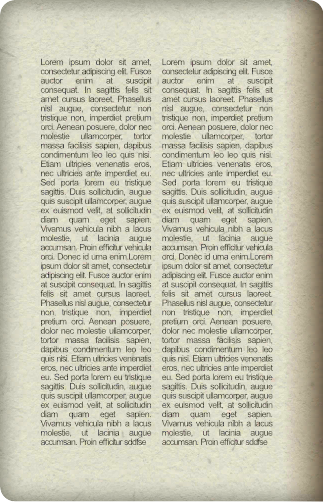 Lorem ipsum dolor sit amet,
consectetur adipiscing elit. Fusce
auctor enim at suscipit
consequat. In sagittis felis sit
amet cursus laoreet. Phasellus
nisl augue, consectetur non
tristique non, imperdiet pretium
orci. Aenean posuere, dolor nec
molestie ullamcorper, tortor
massa facilisis sapien, dapibus
condimentum leo leo quis nisi.
Etiam ultricies venenatis eros,
nec ultricies ante imperdiet eu.
Sed porta lorem eu tristique
sagittis. Duis sollicitudin, augue
quis suscipit ullamcorper, augue
ex euismod velit, at sollicitudin
diam quam eget sapien.
Vivamus vehicula nibh a lacus
molestie, ut lacinia augue
accumsan. Proin efficitur vehicula
orci. Donec id urna enim.Lorem
ipsum dolor sit amet, consectetur
adipiscing elit. Fusce auctor enim
at suscipit consequat. In sagittis
felis sit amet cursus laoreet.
Phasellus nisl augue, consectetur
non tristique non, imperdiet
pretium orci. Aenean posuere,
dolor nec molestie ullamcorper,
tortor massa facilisis sapien,
dapibus condimentum leo leo
quis nisi. Etiam ultricies venenatis
eros, nec ultricies ante imperdiet
eu. Sed porta lorem eu tristique
sagittis. Duis sollicitudin, augue
quis suscipit ullamcorper, augue
ex euismod velit, at sollicitudin
diam quam eget sapien.
Vivamus vehicula nibh a lacus
molestie, ut lacinia augue
accumsan. Proin efficitur sddfse
Lorem ipsum dolor sit amet,
consectetur adipiscing elit. Fusce
auctor enim at suscipit
consequat. In sagittis felis sit
amet cursus laoreet. Phasellus
nisl augue, consectetur non
tristique non, imperdiet pretium
orci. Aenean posuere, dolor nec
molestie ullamcorper, tortor
massa facilisis sapien, dapibus
condimentum leo leo quis nisi.
Etiam ultricies venenatis eros,
nec ultricies ante imperdiet eu.
Sed porta lorem eu tristique
sagittis. Duis sollicitudin, augue
quis suscipit ullamcorper, augue
ex euismod velit, at sollicitudin
diam quam eget sapien.
Vivamus vehicula nibh a lacus
molestie, ut lacinia augue
accumsan. Proin efficitur vehicula
orci. Donec id urna enim.Lorem
ipsum dolor sit amet, consectetur
adipiscing elit. Fusce auctor enim
at suscipit consequat. In sagittis
felis sit amet cursus laoreet.
Phasellus nisl augue, consectetur
non tristique non, imperdiet
pretium orci. Aenean posuere,
dolor nec molestie ullamcorper,
tortor massa facilisis sapien,
dapibus condimentum leo leo
quis nisi. Etiam ultricies venenatis
eros, nec ultricies ante imperdiet
eu. Sed porta lorem eu tristique
sagittis. Duis sollicitudin, augue
quis suscipit ullamcorper, augue
ex euismod velit, at sollicitudin
diam quam eget sapien.
Vivamus vehicula nibh a lacus
molestie, ut lacinia augue
accumsan. Proin efficitur sddfse